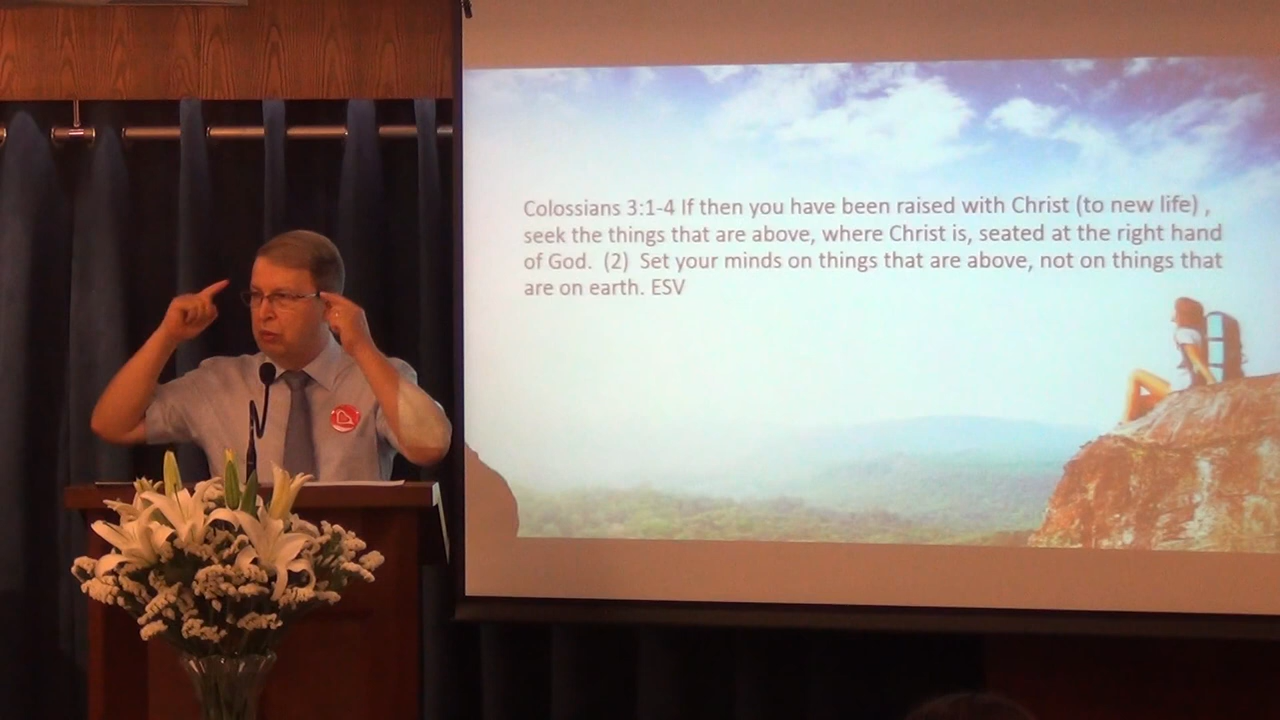 Colossians 3:1-4 If then you have been raised with Christ (to new life) ,
seek the things that are above, where Christ is, seated at the right hand
of God.  (2)  Set your minds on things that are above, not on things that
are on earth. ESV